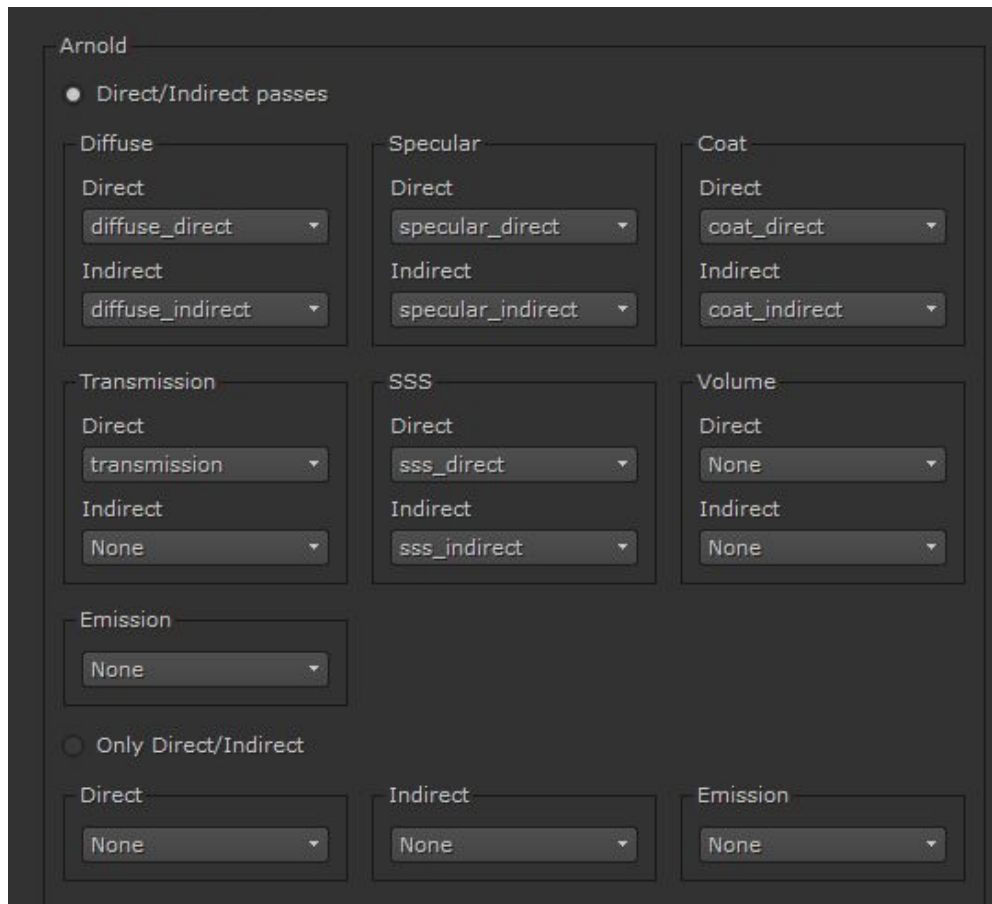 Arnold
Direct/Indirect passes
Diffuse Specular Coat
Direct Direct Direct
diffuse_direct specular_direct coat_direct
Indirect Indirect Indirect
diffuse_indirect specular_indirect coat_indirect
Transmission SSS Volume
Direct Direct Direct
transmission sss_direct None
Indirect Indirect Indirect
None sss_indirect None
Emission
None
Only Direct/Indirect
Direct Indirect Emission
None None None